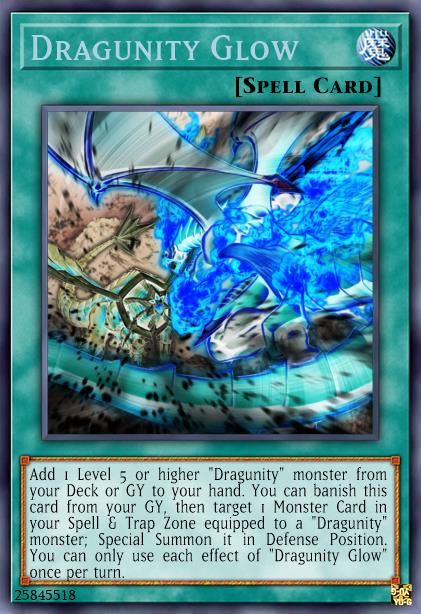 DRAGUNITY GLOW
魔
[SPELL CARD]
Add 1 Level 5 or higher "Dragunity" monster from
your Deck or GY to your hand. You can banish this
card from your GY, then target 1 Monster Card in
your Spell & Trap Zone equipped to a "Dragunity"
monster; Special Summon it in Defense Position.
You can only use each effect of "Dragunity Glow"
once per turn.
25845518